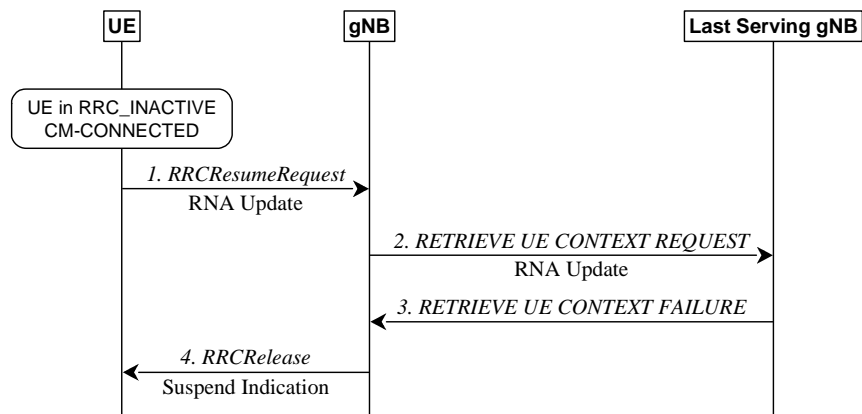 UE
gNB
Last Serving gNB
UE in RRC_INACTIVE
CM-CONNECTED
1. RRCResumeRequest
RNA Update
2. RETRIEVE UE CONTEXT REQUEST
RNA Update
3. RETRIEVE UE CONTEXT FAILURE
4. RRCRelease
Suspend Indication